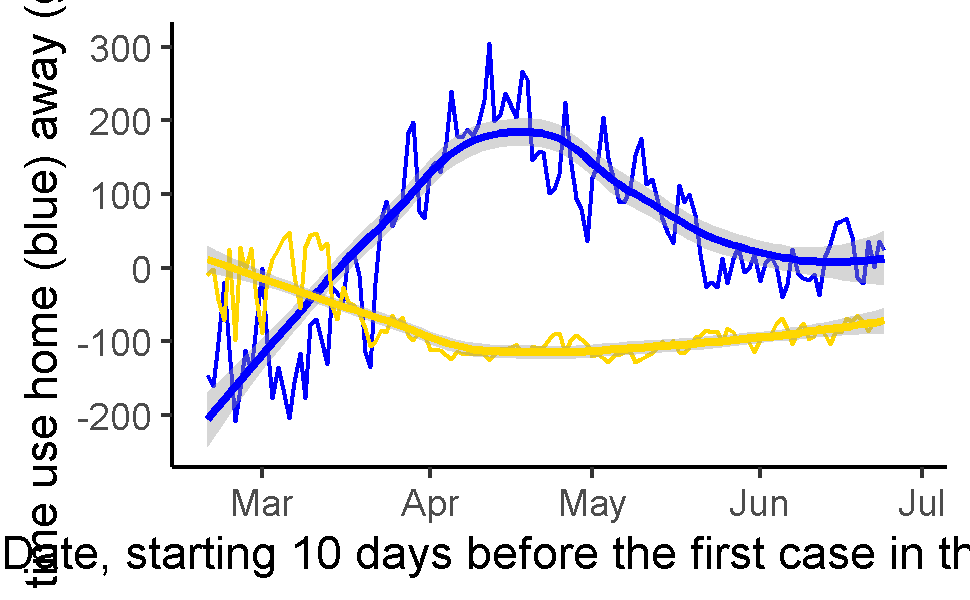 time use home (blue) away (
300
200
100
0
-100
-200
Mar Apr May Jun Jul
Date, starting 10 days before the first case in th